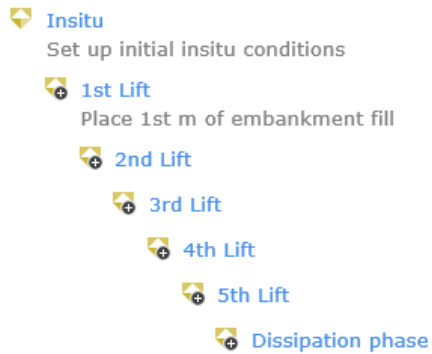 Insitu
Set up initial insitu conditions
1st Lift
Place 1st m of embankment fill
2nd Lift
3rd Lift
4th Lift
5th Lift
Dissipation phase